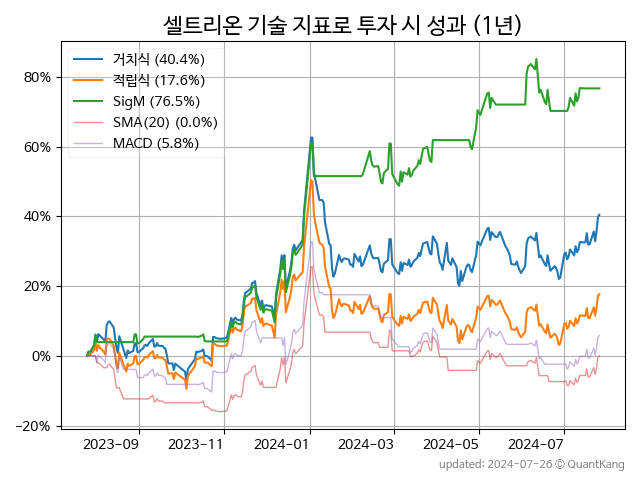 셀트리온 기술 지표로 투자 시 성과 (1년)
거치식 (40.4%)
적립식 (17.6%)
SigM (76.5%)
SMA(20) (0.0%)
MACD (5.8%)
80%
60%
40%
20%
0%
−20%
2023-09 2023-11 2024-01 2024-03 2024-05 2024-07
updated: 2024-07-26 © QuantKang